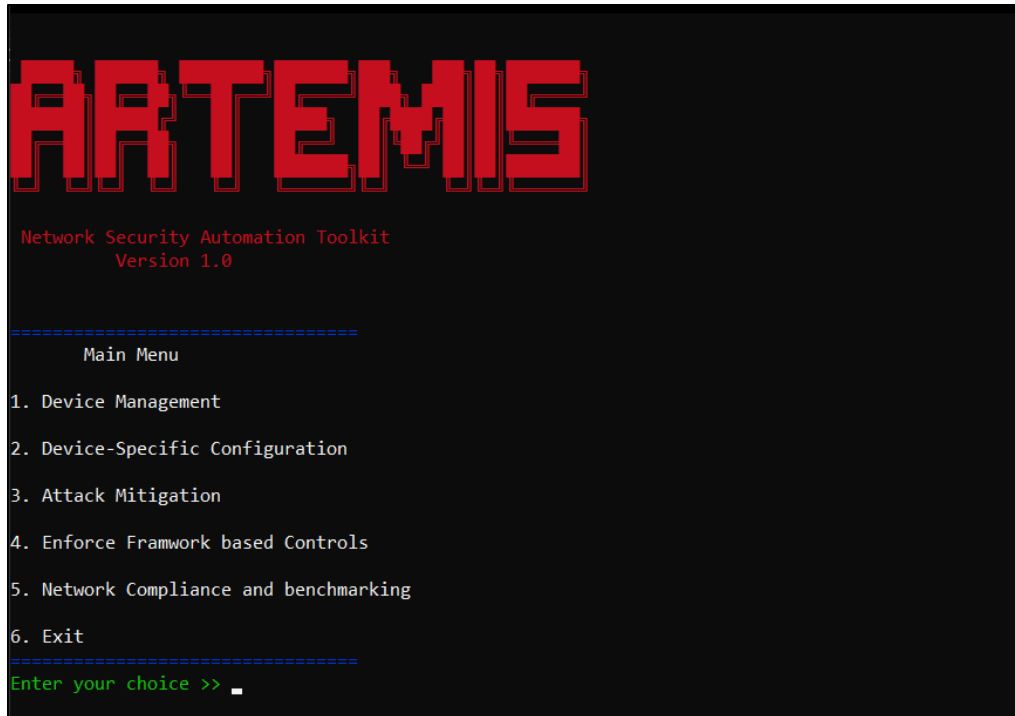 ARTEMIS
Network Security Automation Toolkit
Version 1.0
=================================
Main Menu
1. Device Management
2. Device-Specific Configuration
3. Attack Mitigation
4. Enforce Framwork based Controls
5. Network Compliance and benchmarking
6. Exit
=================================
Enter your choice >>